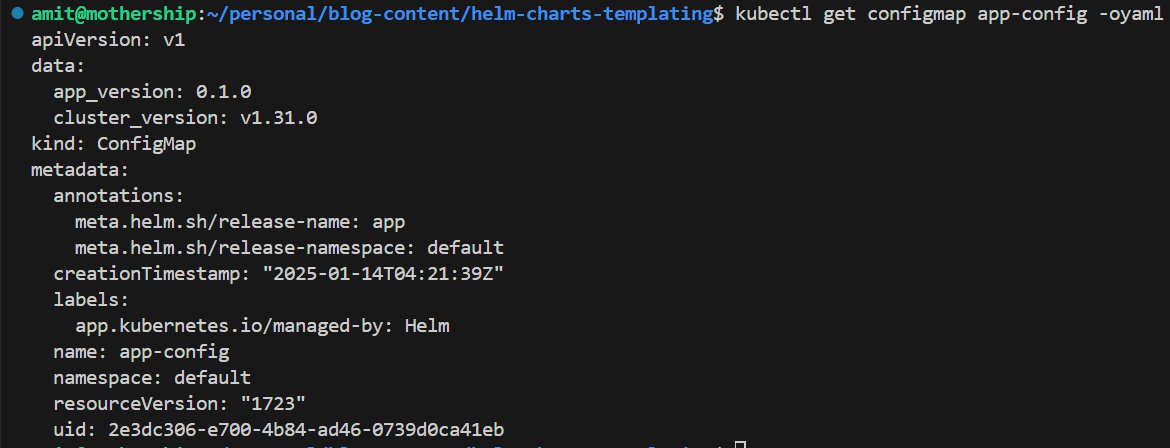 amit@mothership:~/personal/blog-content/helm-charts-templating$ kubectl get configmap app-config -oyaml
apiVersion: v1
data:
  app_version: 0.1.0
  cluster_version: v1.31.0
kind: ConfigMap
metadata:
  annotations:
    meta.helm.sh/release-name: app
    meta.helm.sh/release-namespace: default
  creationTimestamp: "2025-01-14T04:21:39Z"
  labels:
    app.kubernetes.io/managed-by: Helm
  name: app-config
  namespace: default
  resourceVersion: "1723"
  uid: 2e3dc306-e700-4b84-ad46-0739d0ca41eb